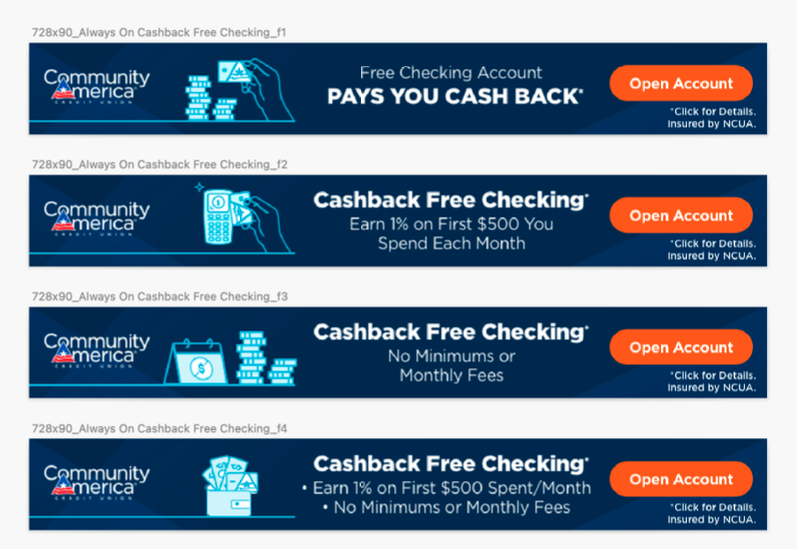 728x90_Always On Cashback Free Checking_f1
Community
America
CREDIT UNION
Free Checking Account
PAYS YOU CASH BACK*
Open Account
*Click for Details.
Insured by NCUA.
728x90_Always On Cashback Free Checking_f2
Community
America
CREDIT UNION
Cashback Free Checking*
Earn 1% on First $500 You
Spend Each Month
Open Account
*Click for Details.
Insured by NCUA.
728x90_Always On Cashback Free Checking_f3
Community
America
CREDIT UNION
$
Cashback Free Checking*
No Minimums or
Monthly Fees
Open Account
*Click for Details.
Insured by NCUA.
728x90_Always On Cashback Free Checking_f4
Community
America
CREDIT UNION
Cashback Free Checking*
• Earn 1% on First $500 Spent/Month
• No Minimums or Monthly Fees
Open Account
*Click for Details.
Insured by NCUA.